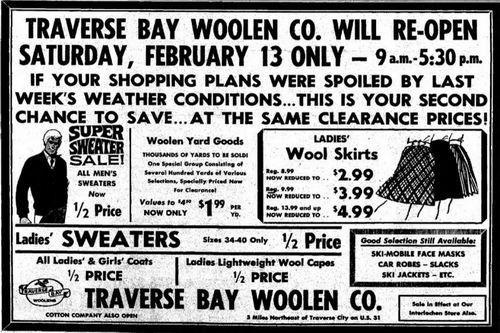 TRAVERSE BAY WOOLEN CO. WILL RE-OPEN
SATURDAY, FEBRUARY 13 ONLY — 9 a.m.-5:30 p.m.
IF YOUR SHOPPING PLANS WERE SPOILED BY LAST
WEEK'S WEATHER CONDITIONS...THIS IS YOUR SECOND
CHANCE TO SAVE...AT THE SAME CLEARANCE PRICES!
SUPER
SWEATER
SALE!
ALL MEN'S
SWEATERS
Now
1/2 Price
Woolen Yard Goods
THOUSANDS OF YARDS TO BE SOLD!
One Special Group Consisting of
Several Hundred Yards of Various
Selections, Specially Priced Now
For Clearance!
Values to
NOW ONLY $1.99 PER YD.
LADIES'
Wool Skirts
Reg. 8.99
NOW REDUCED TO . . $2.99
Reg. 9.99
NOW REDUCED TO . . $3.99
Reg. 13.99 and up
NOW REDUCED TO . . $4.99
Ladies' SWEATERS Sizes 34-40 Only 1/2 Price
All Ladies' & Girls' Coats
1/2 PRICE
Ladies Lightweight Wool Capes
1/2 PRICE
Good Selection Still Available:
SKI-MOBILE FACE MASKS
CAR ROBES - SLACKS
SKI JACKETS - ETC.
TRAVERSE BAY
WOOLENS
COTTON COMPANY ALSO OPEN
TRAVERSE BAY WOOLEN CO.
3 Miles Northeast of Traverse City on U.S. 31
Sale in Effect at Our
Interlochen Store Also.